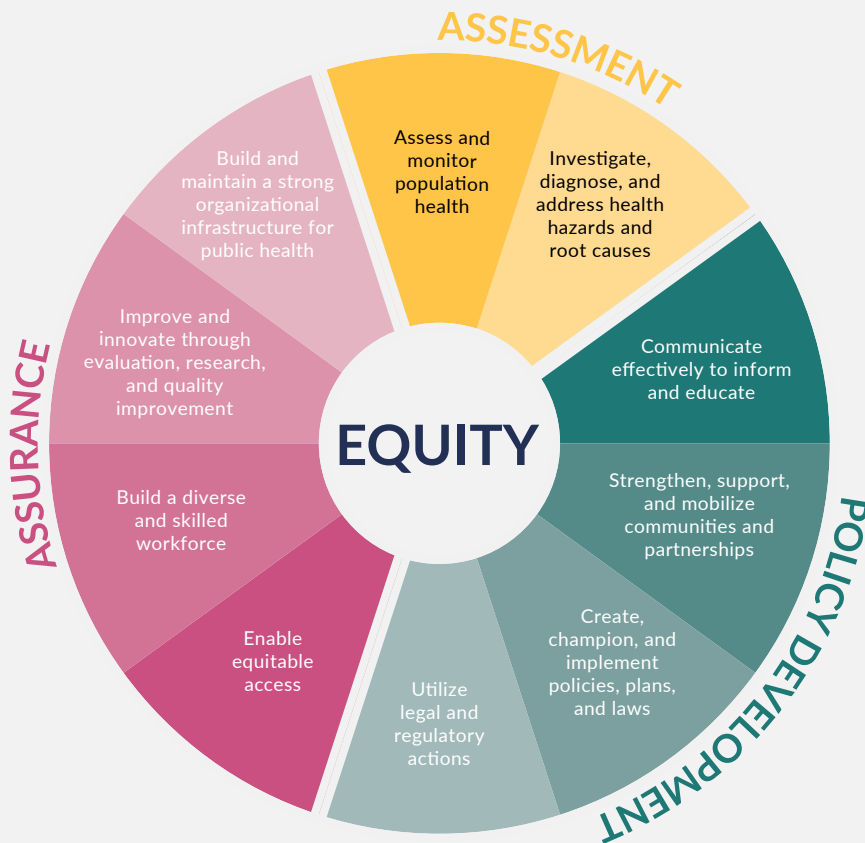 ASSESSMENT
Assess and
monitor
population
health
Investigate,
diagnose, and
address health
hazards and
root causes
POLICY DEVELOPMENT
Communicate
effectively to inform
and educate
Strengthen, support,
and mobilize
communities and
partnerships
Create,
champion, and
implement
policies, plans,
and laws
Utilize
legal and
regulatory
actions
ASSURANCE
Enable
equitable
access
Build a diverse
and skilled
workforce
Improve and
innovate through
evaluation, research,
and quality
improvement
Build and
maintain a strong
organizational
infrastructure for
public health
EQUITY